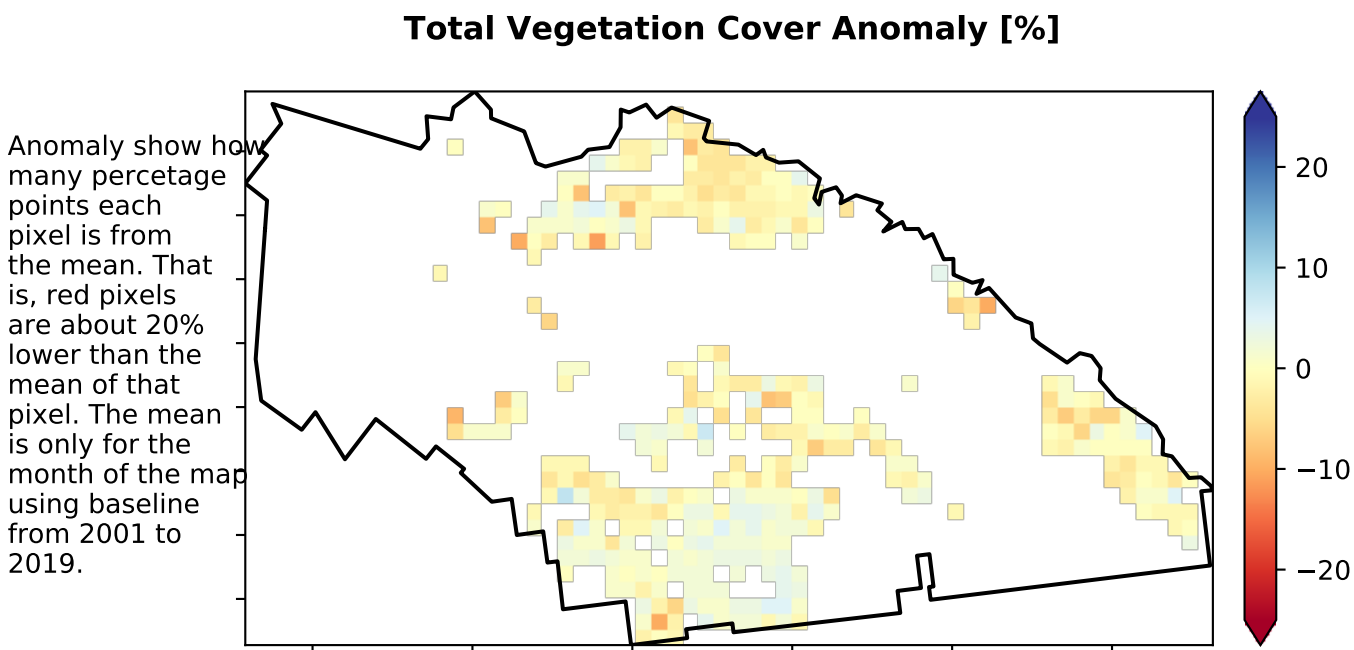 Total Vegetation Cover Anomaly [%]
Anomaly show how
many percetage
points each
pixel is from
the mean. That
is, red pixels
are about 20%
lower than the
mean of that
pixel. The mean
is only for the
month of the map
using baseline
from 2001 to
2019.
20
10
0
−10
−20